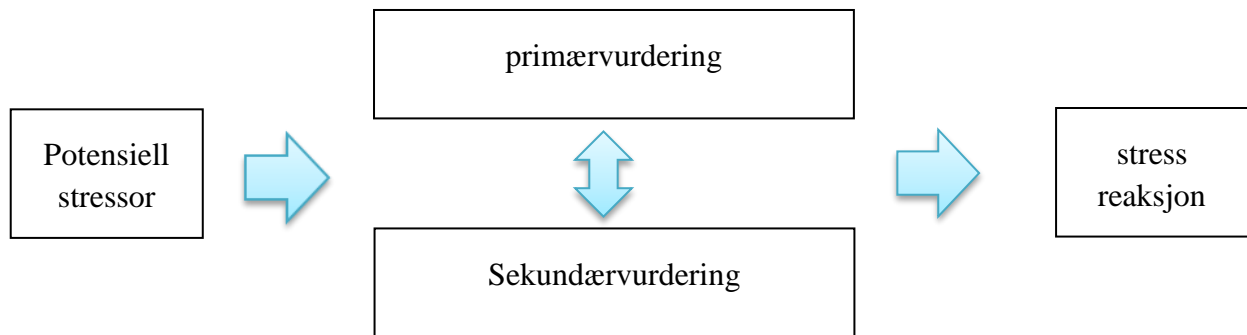 primærvurdering
Potensiell
stressor
stress
reaksjon
Sekundærvurdering